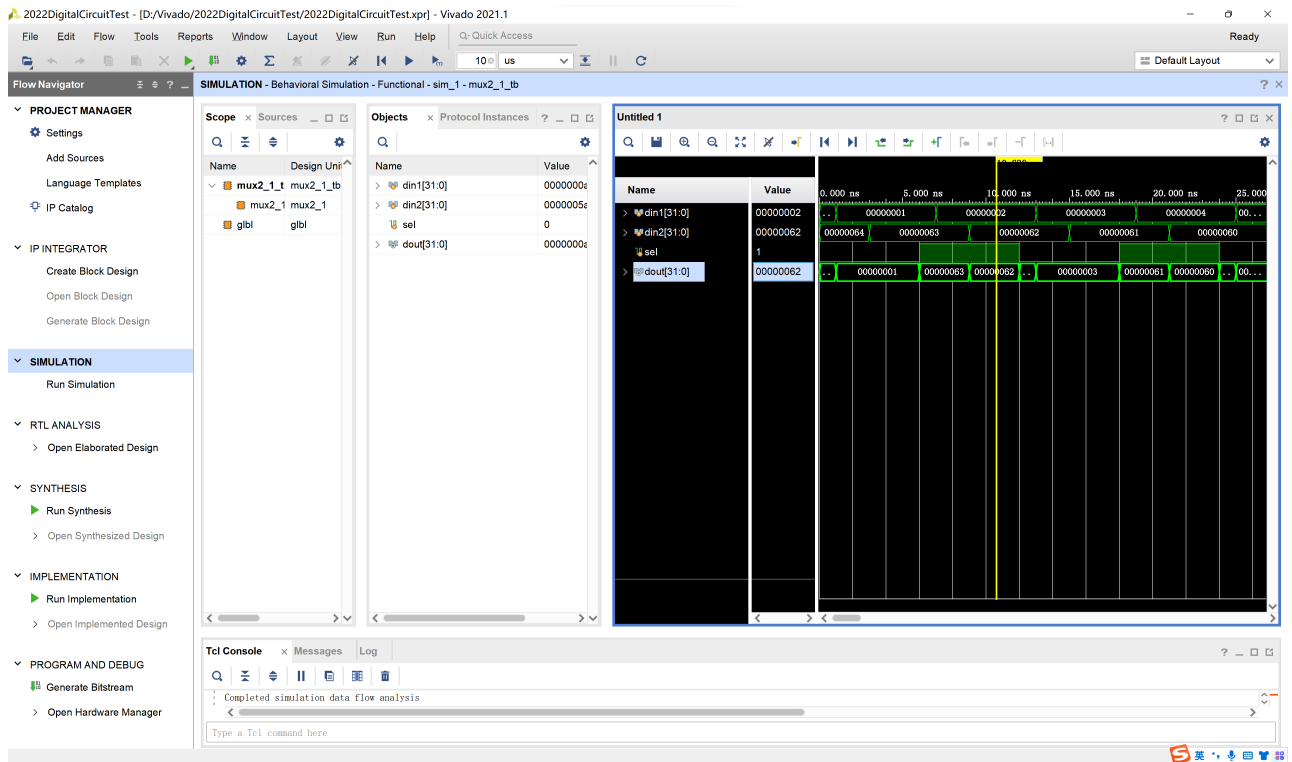 2022DigitalCircuitTest - [D:/Vivado/2022DigitalCircuitTest/2022DigitalCircuitTest.xpr] - Vivado 2021.1
File Edit Flow Tools Reports Window Layout View Run Help Q- Quick Access Ready
10 us Default Layout
Flow Navigator
SIMULATION - Behavioral Simulation - Functional - sim_1 - mux2_1_tb
PROJECT MANAGER
Settings
Add Sources
Language Templates
IP Catalog
IP INTEGRATOR
Create Block Design
Open Block Design
Generate Block Design
SIMULATION
Run Simulation
RTL ANALYSIS
Open Elaborated Design
SYNTHESIS
Run Synthesis
Open Synthesized Design
IMPLEMENTATION
Run Implementation
Open Implemented Design
PROGRAM AND DEBUG
Generate Bitstream
Open Hardware Manager
Scope Sources
Name Design Unit
mux2_1_t mux2_1_tb
mux2_1 mux2_1
glbl glbl
Objects Protocol Instances
Name Value
din1[31:0] 0000000a
din2[31:0] 0000005a
sel 0
dout[31:0] 0000000a
Untitled 1
Name Value
0.000 ns 5.000 ns 10.000 ns 15.000 ns 20.000 ns 25.000
din1[31:0] 00000002 .. 00000001 00000002 00000003 00000004 00...
din2[31:0] 00000062 00000064 00000063 00000062 00000061 00000060
sel 1
dout[31:0] 00000062 .. 00000001 00000063 00000062 .. 00000003 00000061 00000060 .. 00...
Tcl Console Messages Log
Completed simulation data flow analysis
Type a Tcl command here
英